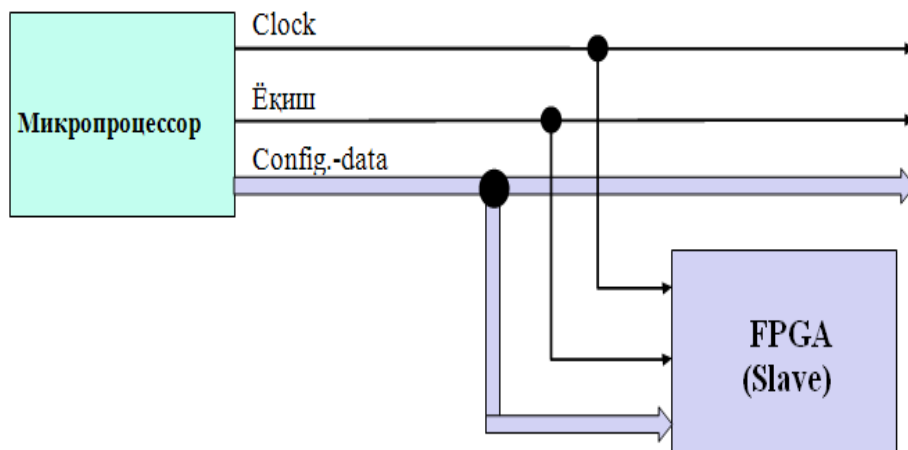 Clock
Ёқиш
Микропроцессор
Config.-data
FPGA
(Slave)